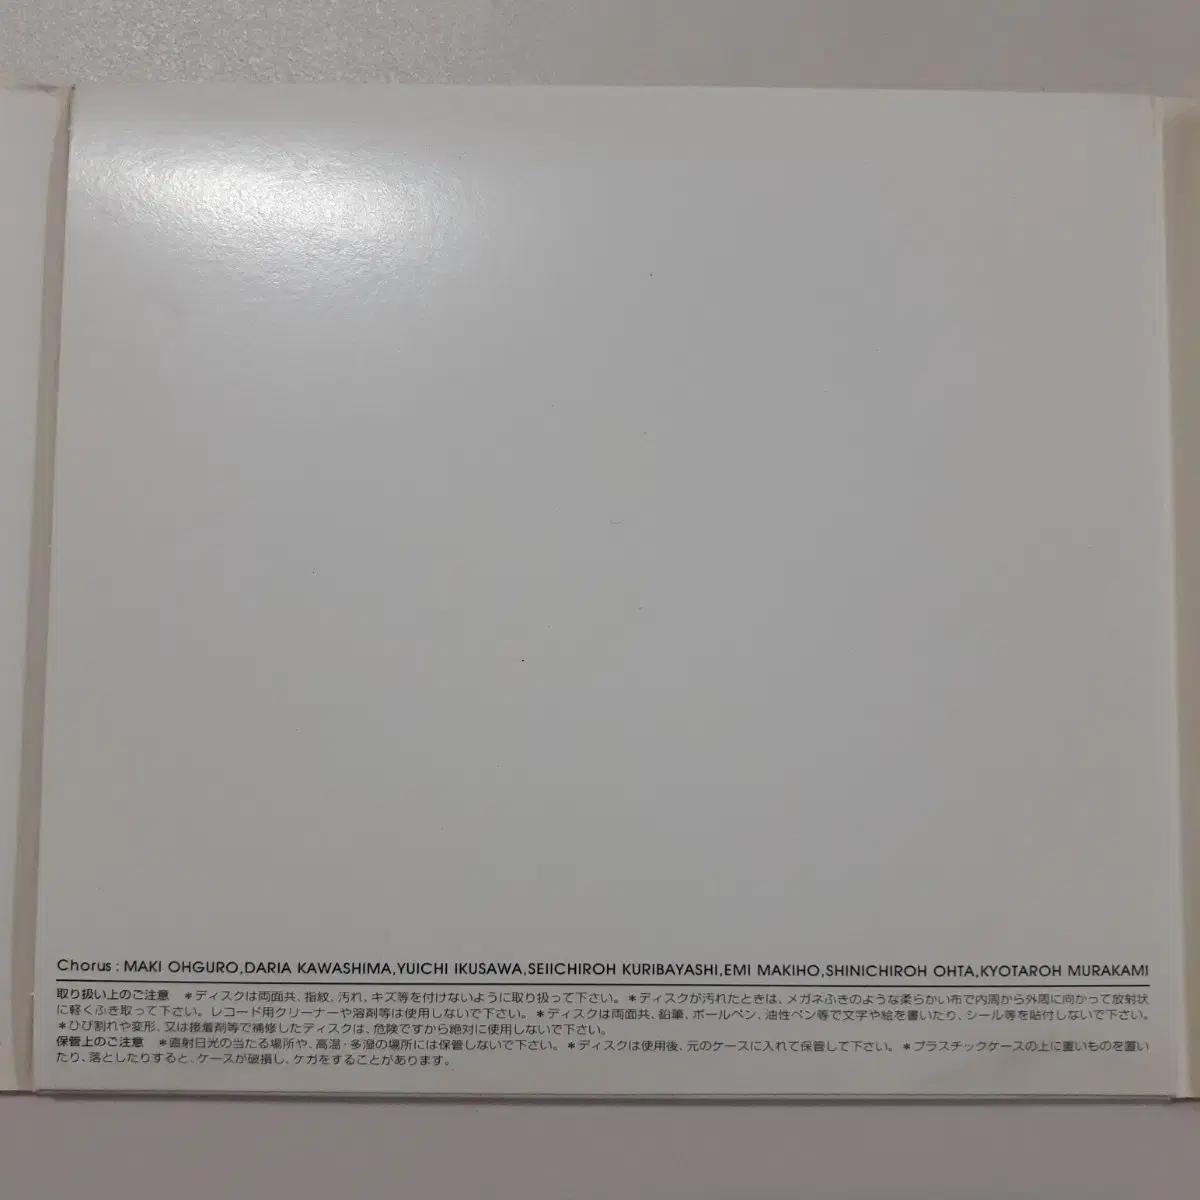 Chorus : MAKI OHGURO,DARIA KAWASHIMA,YUICHI IKUSAWA,SEIICHIROH KURIBAYASHI,EMI MAKIHO,SHINICHIROH OHTA,KYOTAROH MURAKAMI
取り扱い上のご注意 *ディスクは両面共、指紋、汚れ、キズ等を付けないように取り扱って下さい。*ディスクが汚れたときは、メガネふきのような柔らかい布で内周から外周に向かって放射状
に軽くふき取って下さい。レコード用クリーナーや溶剤等は使用しないで下さい。*ディスクは両面共、鉛筆、ボールペン、油性ペン等で文字や絵を書いたり、シール等を貼付しないで下さい。
*ひび割れや変形、又は接着剤等で補修したディスクは、危険ですから絶対に使用しないで下さい。
保管上のご注意 *直射日光の当たる場所や、高温・多湿の場所には保管しないで下さい。*ディスクは使用後、元のケースに入れて保管して下さい。*プラスチックケースの上に重いものを置い
たり、落としたりすると、ケースが破損し、ケガをすることがあります。